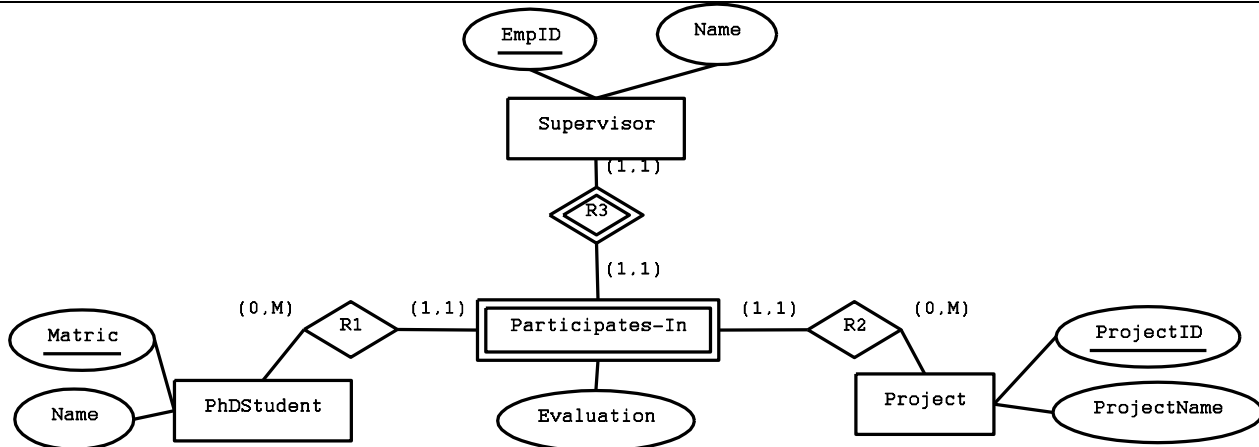 EmpID
Name
Supervisor
(1,1)
R3
(1,1)
(0,M)
R1
(1,1)
Participates-In
(1,1)
R2
(0,M)
Matric
Name
PhDStudent
Evaluation
Project
ProjectID
ProjectName